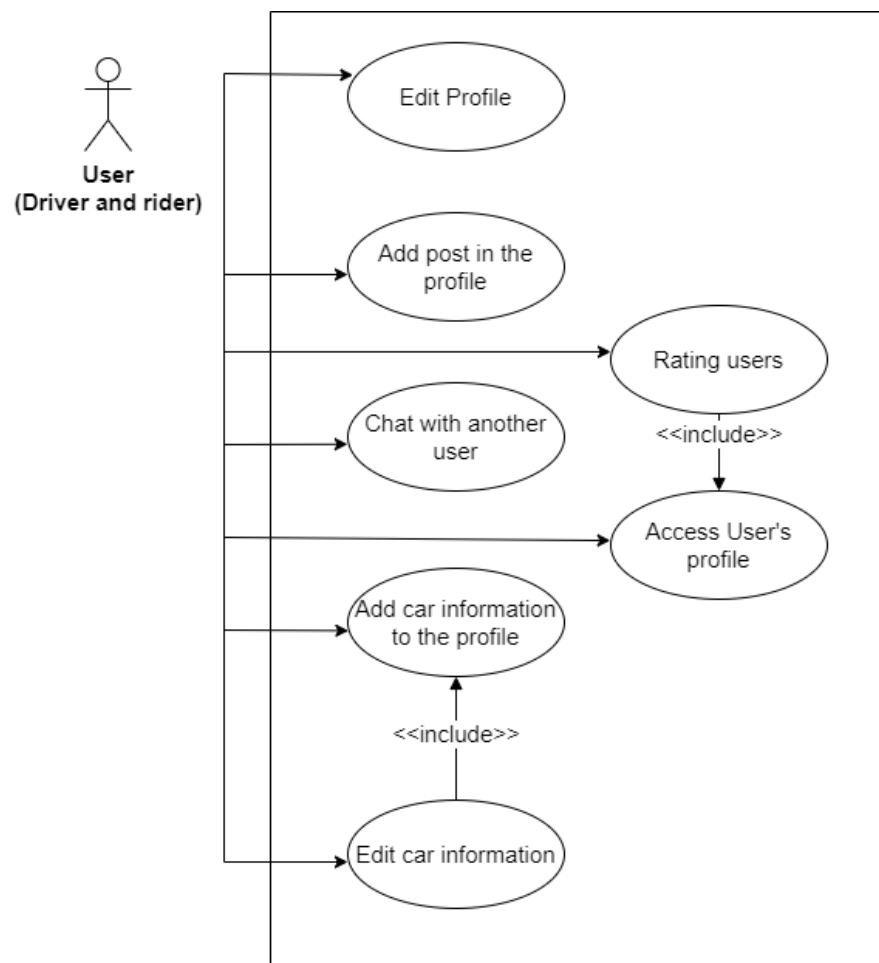 Edit Profile
User
(Driver and rider)
Add post in the
profile
Rating users
Chat with another
user
<<include>>
Access User's
profile
Add car information
to the profile
<<include>>
Edit car information